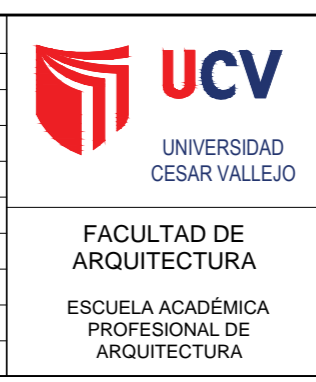 UCV
UNIVERSIDAD
CESAR VALLEJO
FACULTAD DE
ARQUITECTURA
ESCUELA ACADÉMICA
PROFESIONAL DE
ARQUITECTURA